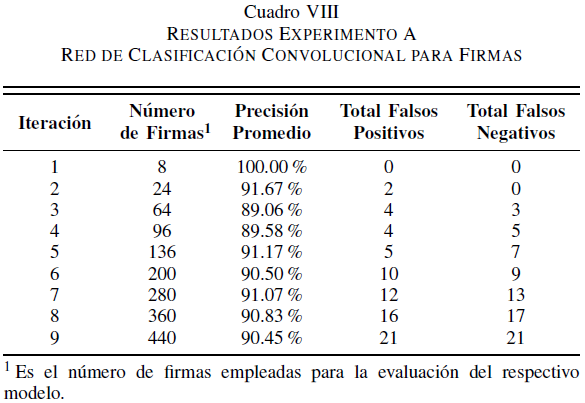 Cuadro VIII
RESULTADOS EXPERIMENTO A
RED DE CLASIFICACIÓN CONVOLUCIONAL PARA FIRMAS
Iteración Número de Firmas¹ Precisión Promedio Total Falsos Positivos Total Falsos Negativos
1 8 100.00 % 0 0
2 24 91.67 % 2 0
3 64 89.06 % 4 3
4 96 89.58 % 4 5
5 136 91.17 % 5 7
6 200 90.50 % 10 9
7 280 91.07 % 12 13
8 360 90.83 % 16 17
9 440 90.45 % 21 21
¹ Es el número de firmas empleadas para la evaluación del respectivo
modelo.